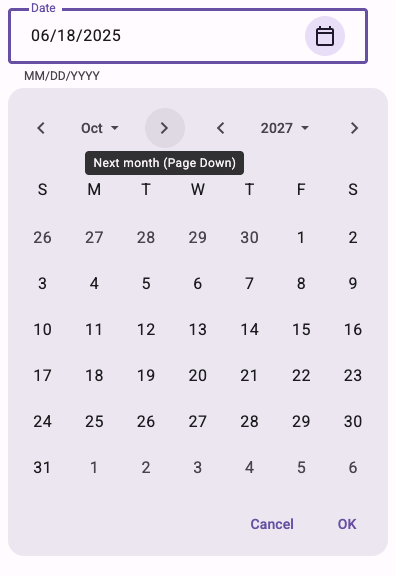 Date
06/18/2025
MM/DD/YYYY
Oct 2027
Next month (Page Down)
S M T W T F S
26 27 28 29 30 1 2
3 4 5 6 7 8 9
10 11 12 13 14 15 16
17 18 19 20 21 22 23
24 25 26 27 28 29 30
31 1 2 3 4 5 6
Cancel OK